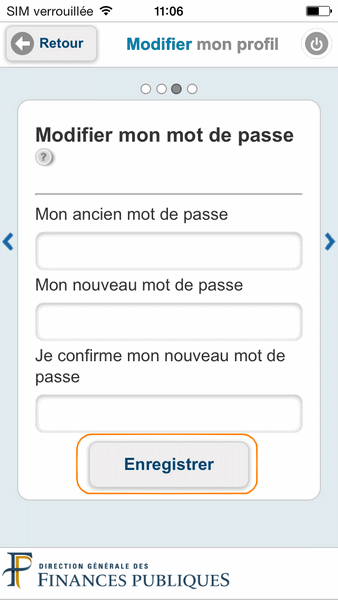 SIM verrouillée 11:06
Retour Modifier mon profil
Modifier mon mot de passe
?
Mon ancien mot de passe
Mon nouveau mot de passe
Je confirme mon nouveau mot de
passe
Enregistrer
DIRECTION GÉNÉRALE DES
FINANCES PUBLIQUES